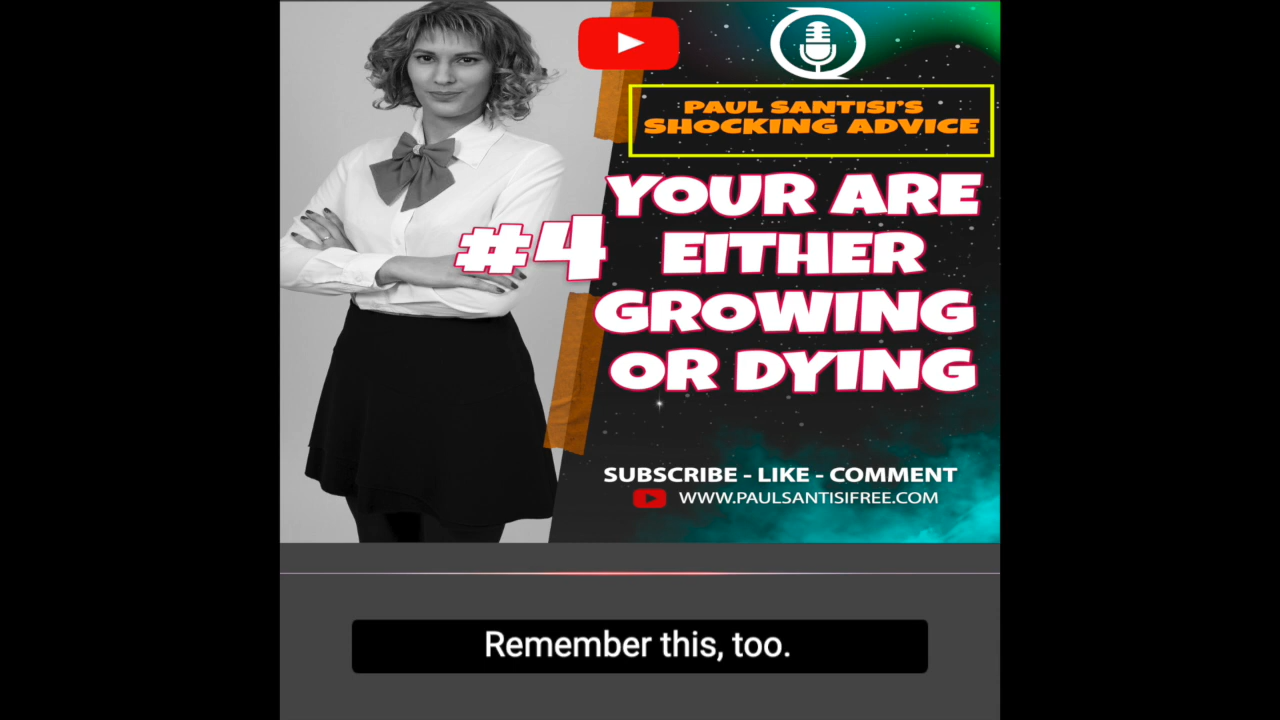 PAUL SANTISI'S
SHOCKING ADVICE
#4
YOUR ARE
EITHER
GROWING
OR DYING
SUBSCRIBE - LIKE - COMMENT
WWW.PAULSANTISIFREE.COM
Remember this, too.